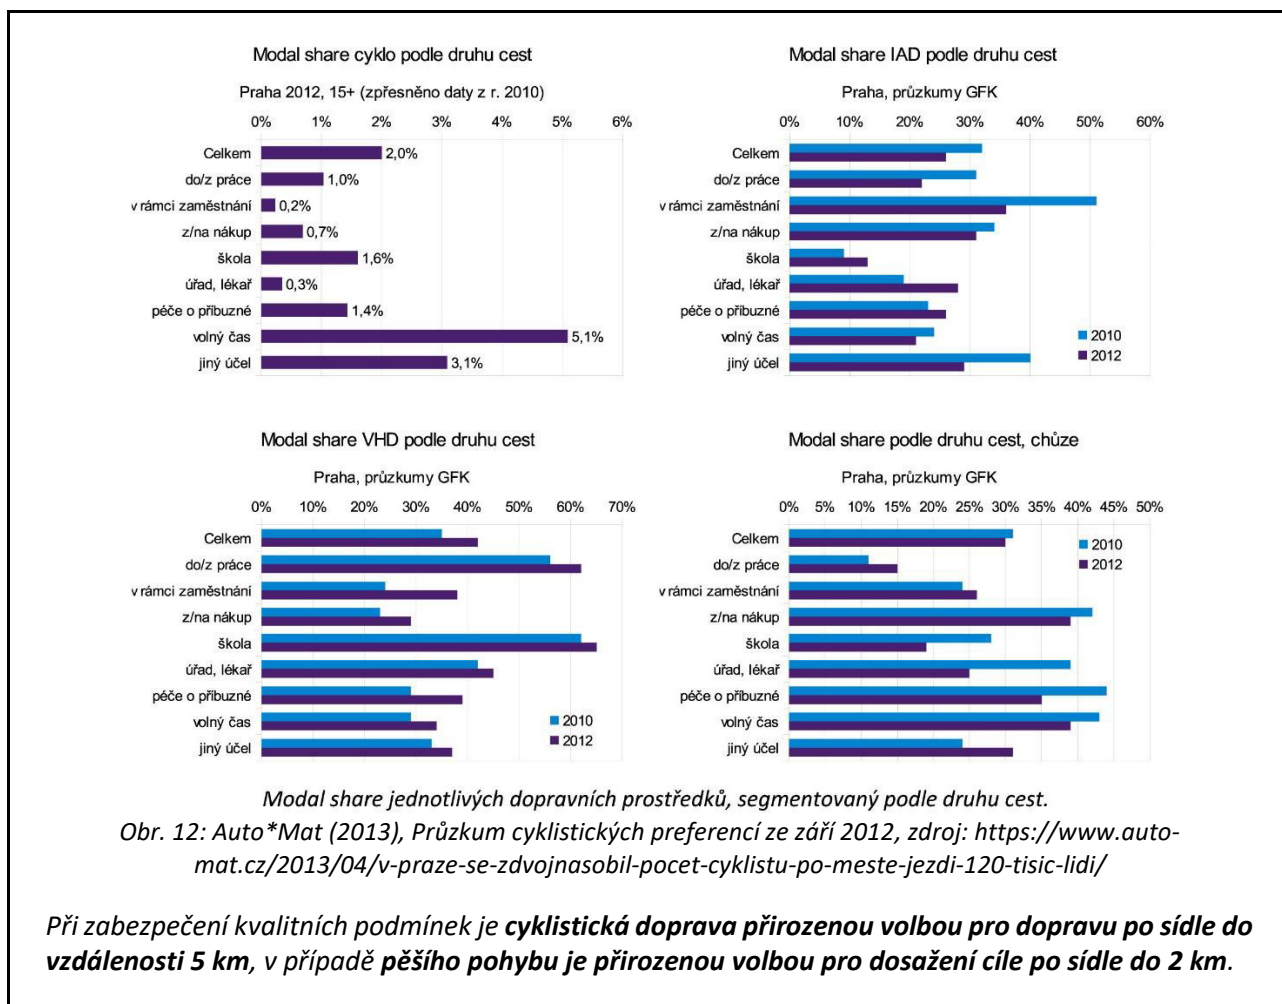 Modal share cyklo podle druhu cest
Praha 2012, 15+ (zpřesněno daty z r. 2010)
0% 1% 2% 3% 4% 5% 6%
Celkem 2,0%
do/z práce 1,0%
v rámci zaměstnání 0,2%
z/na nákup 0,7%
škola 1,6%
úřad, lékař 0,3%
péče o příbuzné 1,4%
volný čas 5,1%
jiný účel 3,1%
Modal share IAD podle druhu cest
Praha, průzkumy GFK
0% 10% 20% 30% 40% 50% 60%
Celkem
do/z práce
v rámci zaměstnání
z/na nákup
škola
úřad, lékař
péče o příbuzné
volný čas
jiný účel
2010
2012
Modal share VHD podle druhu cest
Praha, průzkumy GFK
0% 10% 20% 30% 40% 50% 60% 70%
Celkem
do/z práce
v rámci zaměstnání
z/na nákup
škola
úřad, lékař
péče o příbuzné
volný čas
jiný účel
2010
2012
Modal share podle druhu cest, chůze
Praha, průzkumy GFK
0% 5% 10% 15% 20% 25% 30% 35% 40% 45% 50%
Celkem
do/z práce
v rámci zaměstnání
z/na nákup
škola
úřad, lékař
péče o příbuzné
volný čas
jiný účel
2010
2012
Modal share jednotlivých dopravních prostředků, segmentovaný podle druhu cest.
Obr. 12: Auto*Mat (2013), Průzkum cyklistických preferencí ze září 2012, zdroj: https://www.auto-
mat.cz/2013/04/v-praze-se-zdvojnasobil-pocet-cyklistu-po-meste-jezdi-120-tisic-lidi/
Při zabezpečení kvalitních podmínek je cyklistická doprava přirozenou volbou pro dopravu po sídle do
vzdálenosti 5 km, v případě pěšího pohybu je přirozenou volbou pro dosažení cíle po sídle do 2 km.